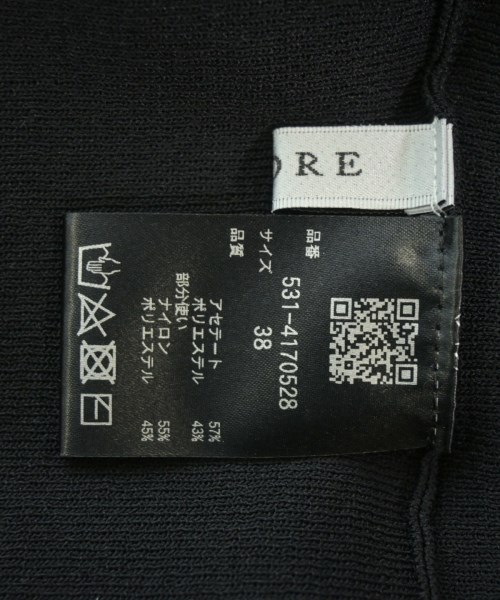 ORE
品番 531-4170528
サイズ 38
品質
アセテート 57%
ポリエステル 43%
部分使い
ナイロン 55%
ポリエステル 45%